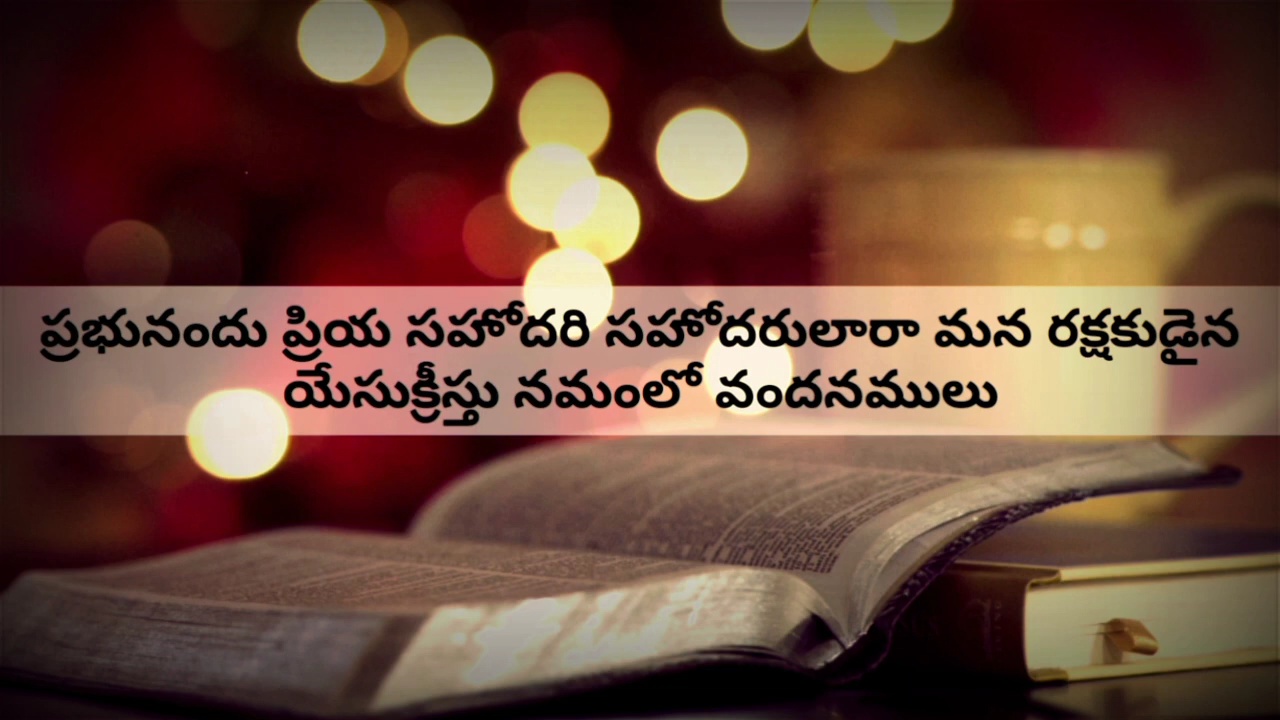 ప్రభునందు ప్రియ సహోదరి సహోదరులారా మన రక్షకుడైన
యేసుక్రీస్తు నమంలో వందనములు